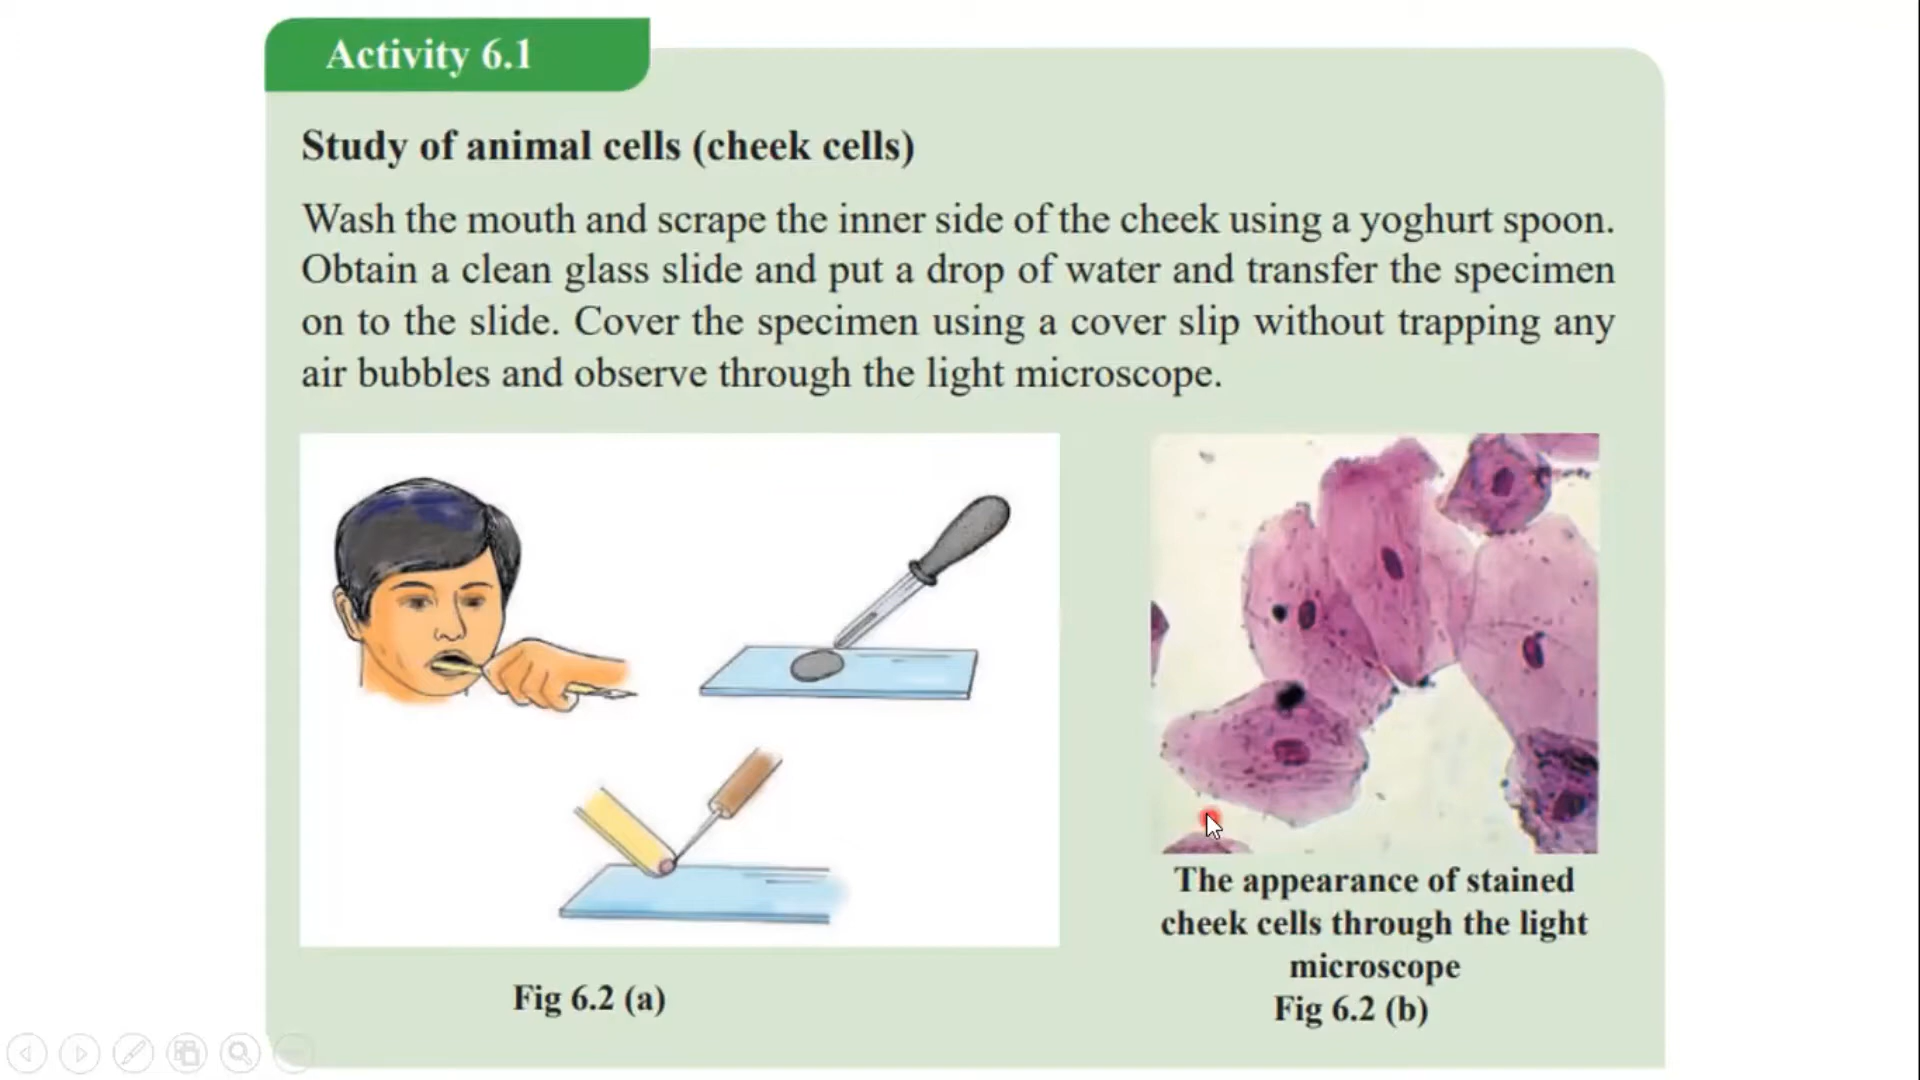 Activity 6.1
Study of animal cells (cheek cells)
Wash the mouth and scrape the inner side of the cheek using a yoghurt spoon.
Obtain a clean glass slide and put a drop of water and transfer the specimen
on to the slide. Cover the specimen using a cover slip without trapping any
air bubbles and observe through the light microscope.
Fig 6.2 (a)
The appearance of stained
cheek cells through the light
microscope
Fig 6.2 (b)